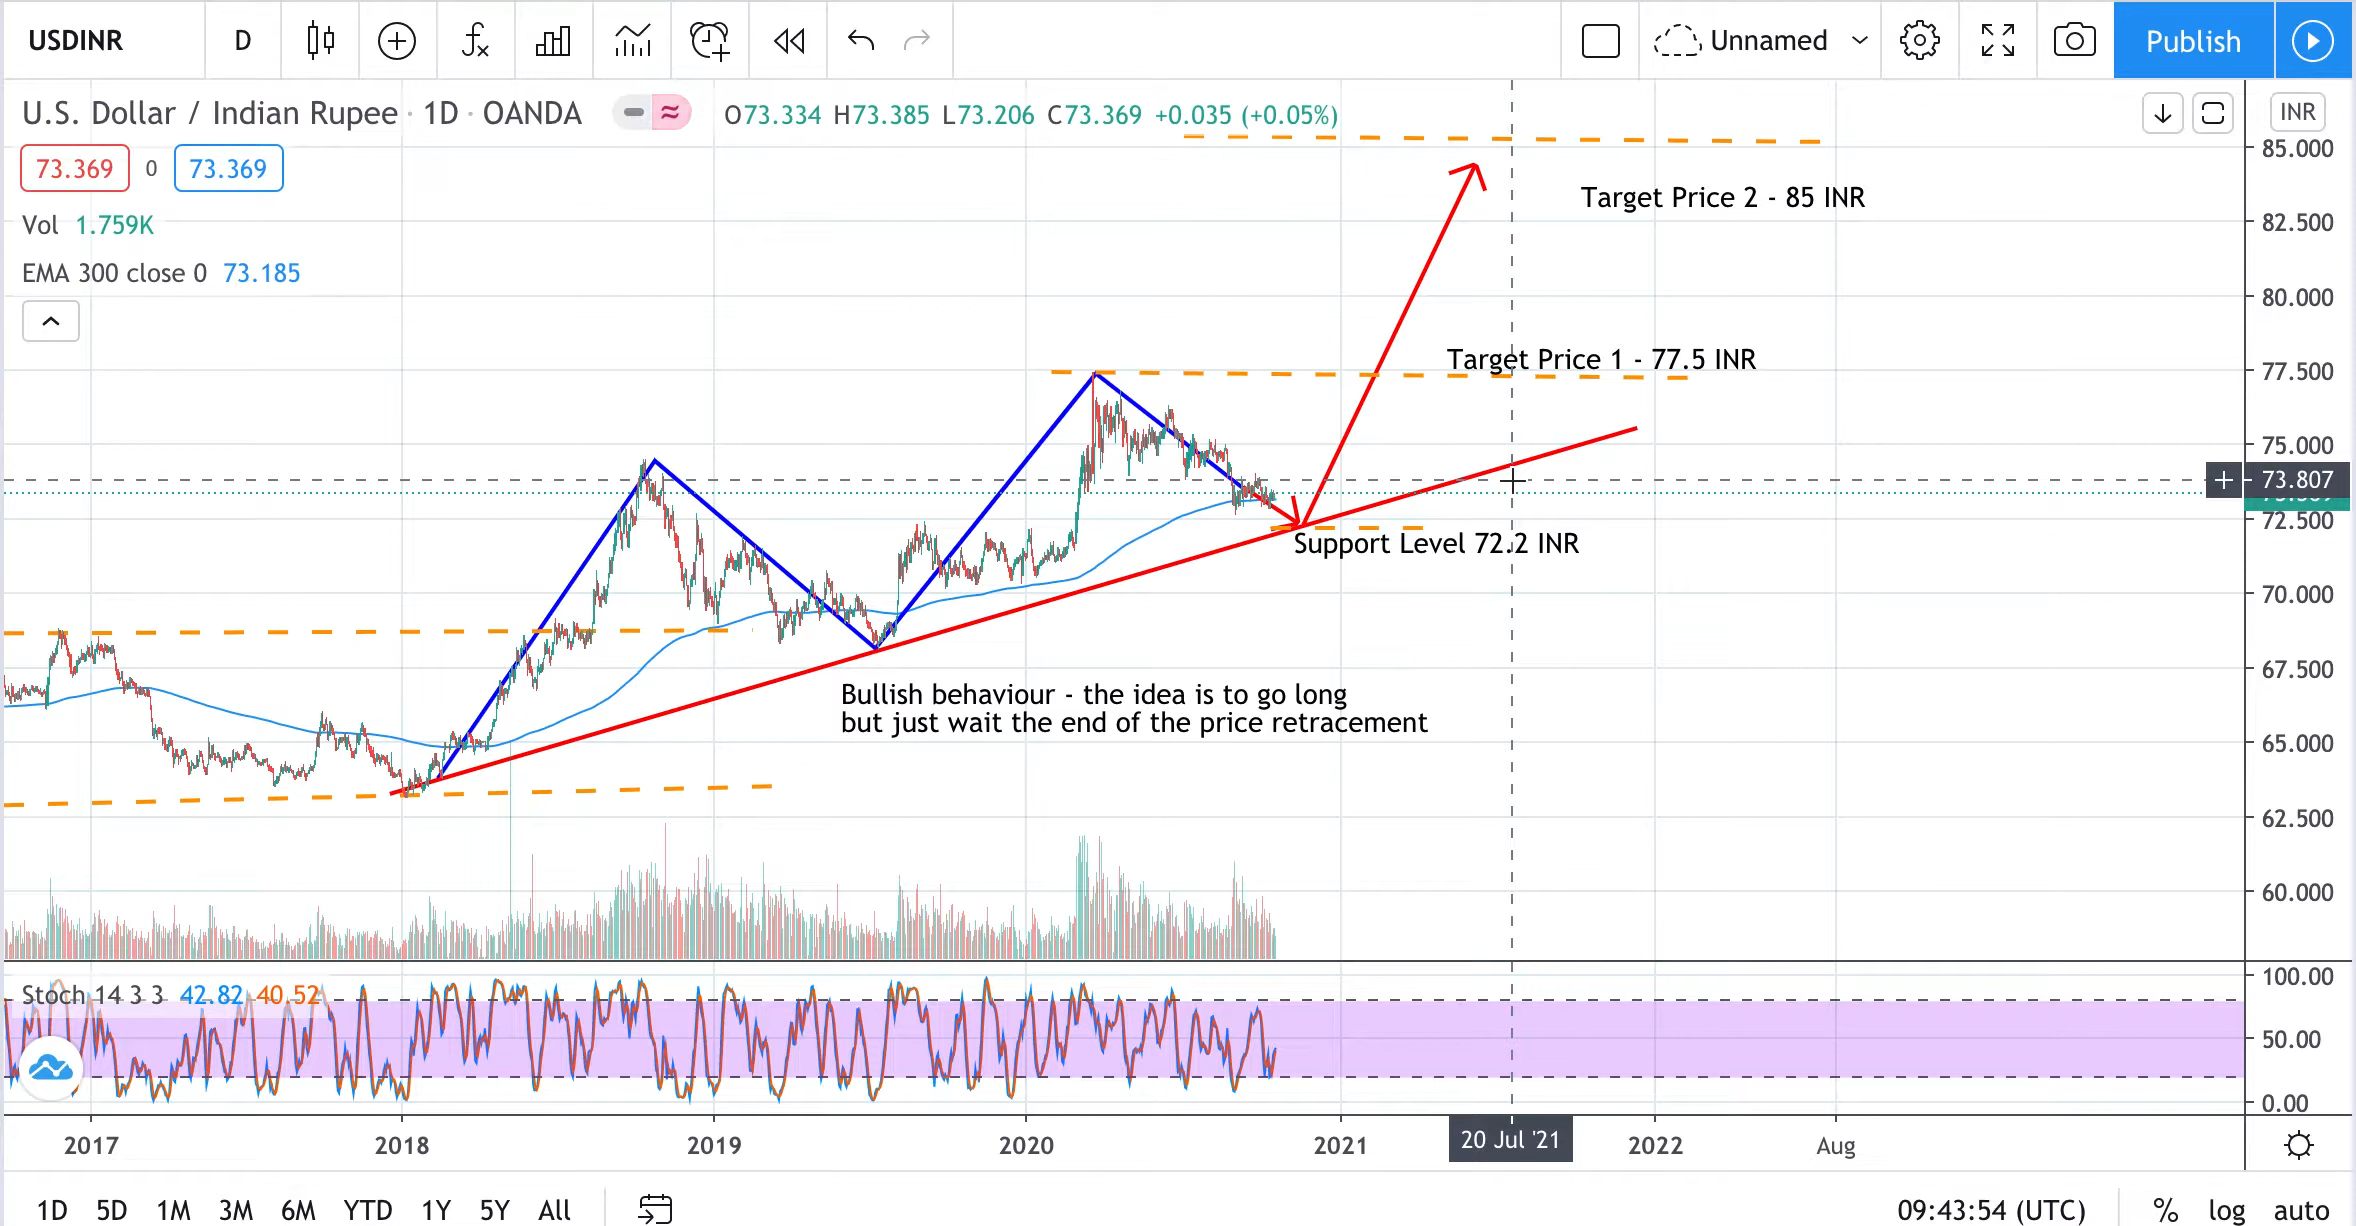 USDINR D Unnamed Publish
U.S. Dollar / Indian Rupee · 1D · OANDA O73.334 H73.385 L73.206 C73.369 +0.035 (+0.05%) INR
73.369 0 73.369
Vol 1.759K
EMA 300 close 0 73.185
85.000
Target Price 2 - 85 INR
82.500
80.000
Target Price 1 - 77.5 INR
77.500
75.000
73.807
72.500
Support Level 72.2 INR
70.000
67.500
Bullish behaviour - the idea is to go long
but just wait the end of the price retracement
65.000
62.500
60.000
100.00
Stoch 14 3 3 42.82 40.52
50.00
0.00
2017 2018 2019 2020 2021 20 Jul '21 2022 Aug
1D 5D 1M 3M 6M YTD 1Y 5Y All 09:43:54 (UTC) % log auto